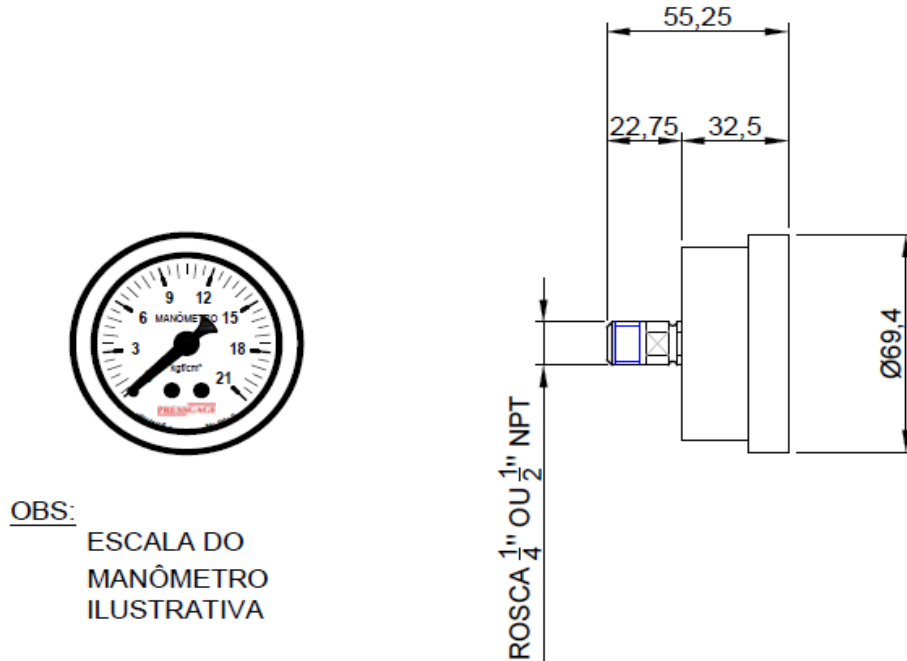 55,25
22,75
32,5
9
12
6
MANÔMETRO
15
3
18
kgf/cm²
21
PRESSGAGE
Ø69,4
ROSCA 1/4" OU 1/2" NPT
OBS:
ESCALA DO
MANÔMETRO
ILUSTRATIVA